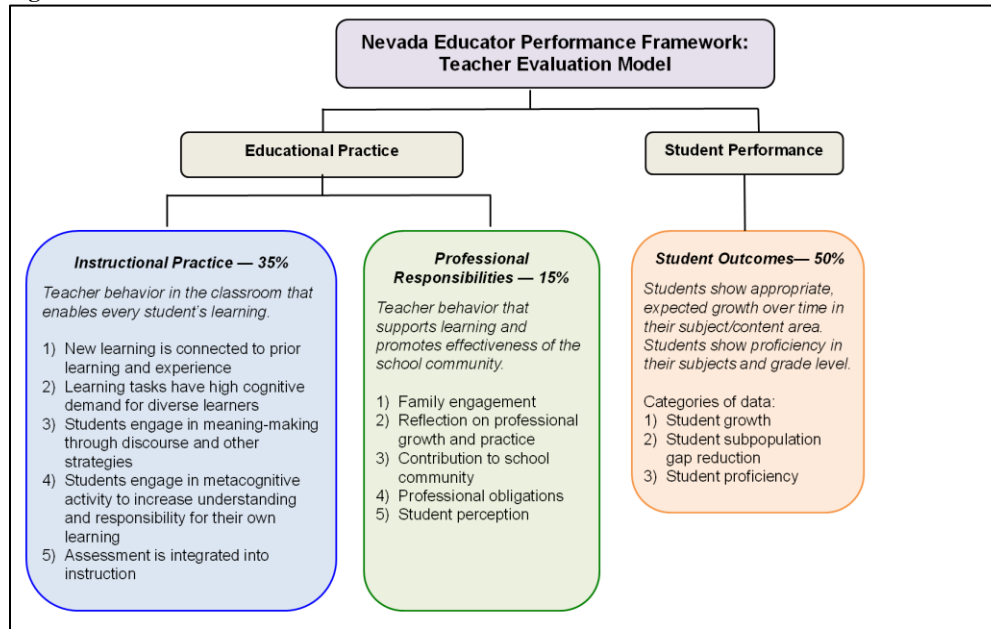 Nevada Educator Performance Framework:
Teacher Evaluation Model
Educational Practice
Student Performance
Instructional Practice — 35%
Teacher behavior in the classroom that
enables every student's learning.
1) New learning is connected to prior
learning and experience
2) Learning tasks have high cognitive
demand for diverse learners
3) Students engage in meaning-making
through discourse and other
strategies
4) Students engage in metacognitive
activity to increase understanding
and responsibility for their own
learning
5) Assessment is integrated into
instruction
Professional
Responsibilities — 15%
Teacher behavior that
supports learning and
promotes effectiveness of the
school community.
1) Family engagement
2) Reflection on professional
growth and practice
3) Contribution to school
community
4) Professional obligations
5) Student perception
Student Outcomes— 50%
Students show appropriate,
expected growth over time in
their subject/content area.
Students show proficiency in
their subjects and grade level.
Categories of data:
1) Student growth
2) Student subpopulation
gap reduction
3) Student proficiency